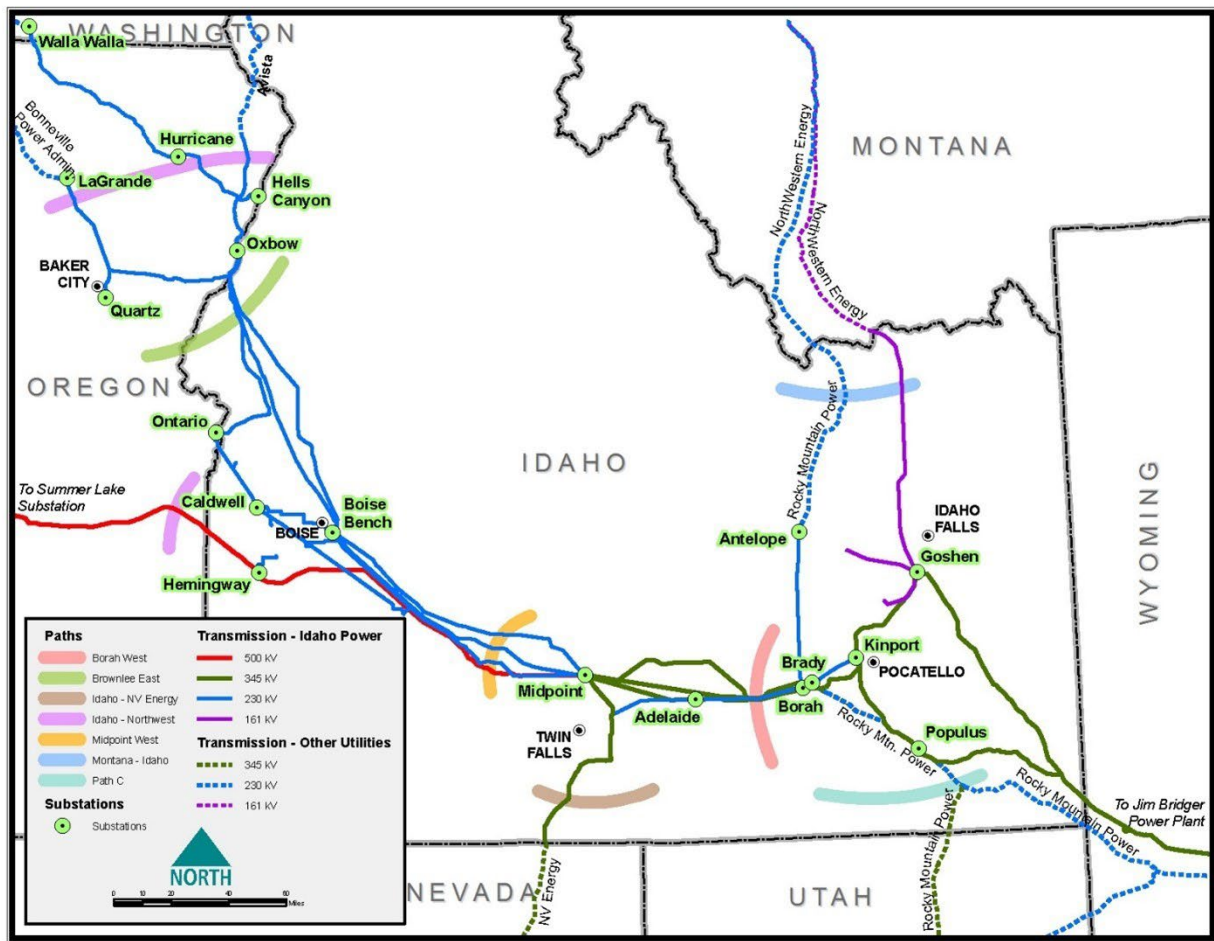 WASHINGTON
Walla Walla
Avista
Bonneville
Power Admin.
Hurricane
LaGrande
Hells
Canyon
Oxbow
BAKER
CITY
Quartz
OREGON
Ontario
To Summer Lake
Substation
Caldwell
BOISE
Boise
Bench
Hemingway
IDAHO
MONTANA
NorthWestern Energy
NorthWestern Energy
Rocky Mountain Power
Antelope
IDAHO
FALLS
Goshen
WYOMING
Kinport
POCATELLO
Brady
Borah
Midpoint
Adelaide
TWIN
FALLS
Rocky Mtn. Power
Populus
Rocky Mountain Power
Rocky Mountain Power
To Jim Bridger
Power Plant
NV Energy
NEVADA
UTAH
Paths
Borah West
Brownlee East
Idaho - NV Energy
Idaho - Northwest
Midpoint West
Montana - Idaho
Path C
Substations
Substations
Transmission - Idaho Power
500 kV
345 kV
230 kV
161 kV
Transmission - Other Utilities
345 kV
230 kV
161 kV
NORTH
0 10 20 40 60
Miles